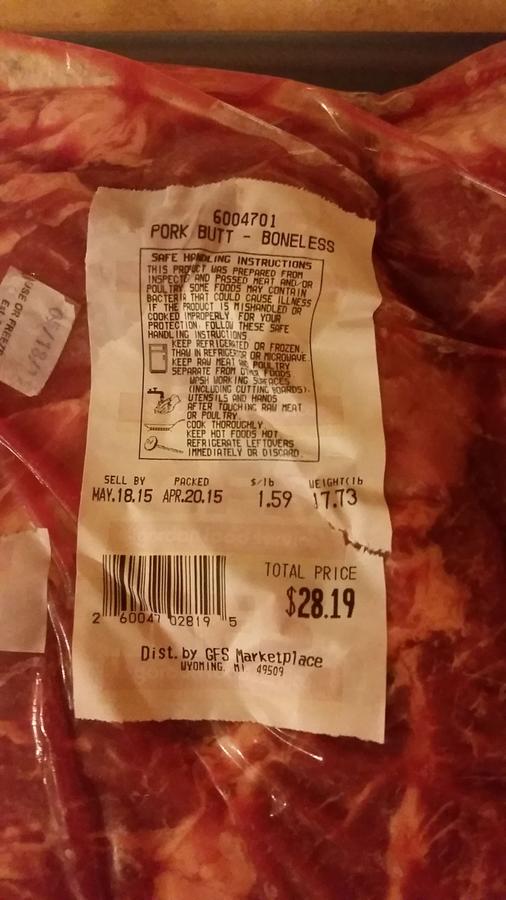 6004701
PORK BUTT - BONELESS
SAFE HANDLING INSTRUCTIONS
THIS PRODUCT WAS PREPARED FROM
INSPECTED AND PASSED MEAT AND/OR
POULTRY. SOME FOODS MAY CONTAIN
BACTERIA THAT COULD CAUSE ILLNESS
IF THE PRODUCT IS MISHANDLED OR
COOKED IMPROPERLY. FOR YOUR
PROTECTION, FOLLOW THESE SAFE
HANDLING INSTRUCTIONS
KEEP REFRIGERATED OR FROZEN.
THAW IN REFRIGERATOR OR MICROWAVE.
KEEP RAW MEAT AND POULTRY
SEPARATE FROM OTHER FOODS.
WASH WORKING SURFACES
(INCLUDING CUTTING BOARDS),
UTENSILS AND HANDS
AFTER TOUCHING RAW MEAT
OR POULTRY.
COOK THOROUGHLY.
KEEP HOT FOODS HOT.
REFRIGERATE LEFTOVERS
IMMEDIATELY OR DISCARD.
SELL BY PACKED $/lb WEIGHT(lb
MAY.18.15 APR.20.15 1.59 17.73
TOTAL PRICE
$28.19
2 60047 02819 5
Dist. by GFS Marketplace
WYOMING, MI 49509
USE OR FREEZE
05/18/